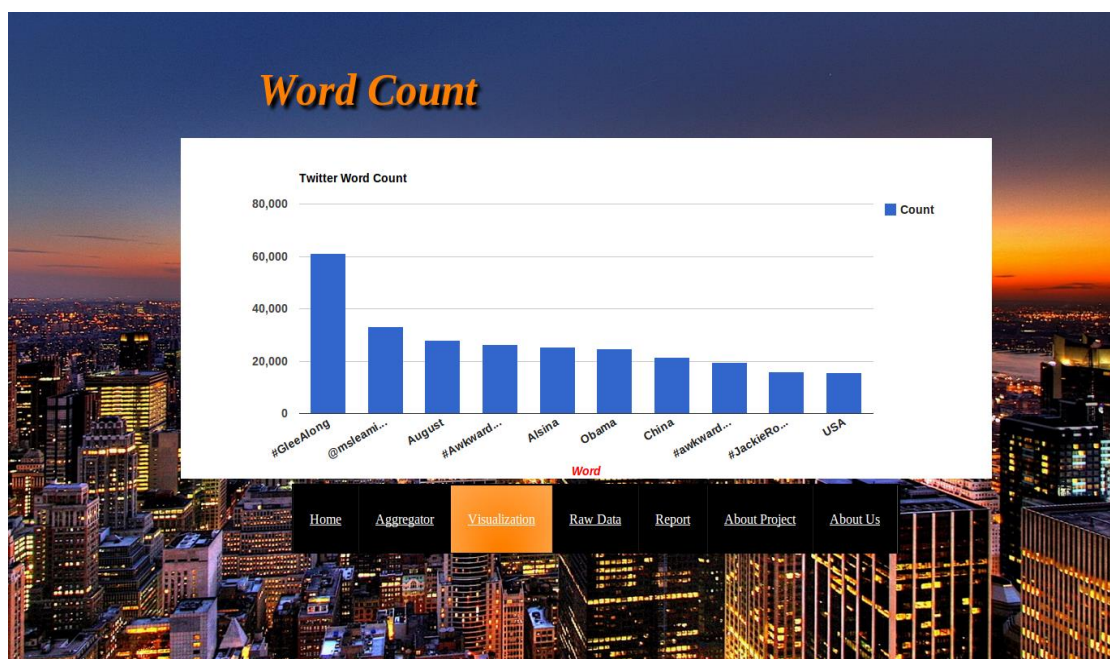 Word Count
Twitter Word Count
80,000
60,000
40,000
20,000
0
Count
#GleeAlong
@msleami...
August
#Awkward...
Alsina
Obama
China
#awkward...
#JackieRo...
USA
Word
Home Aggregator Visualization Raw Data Report About Project About Us